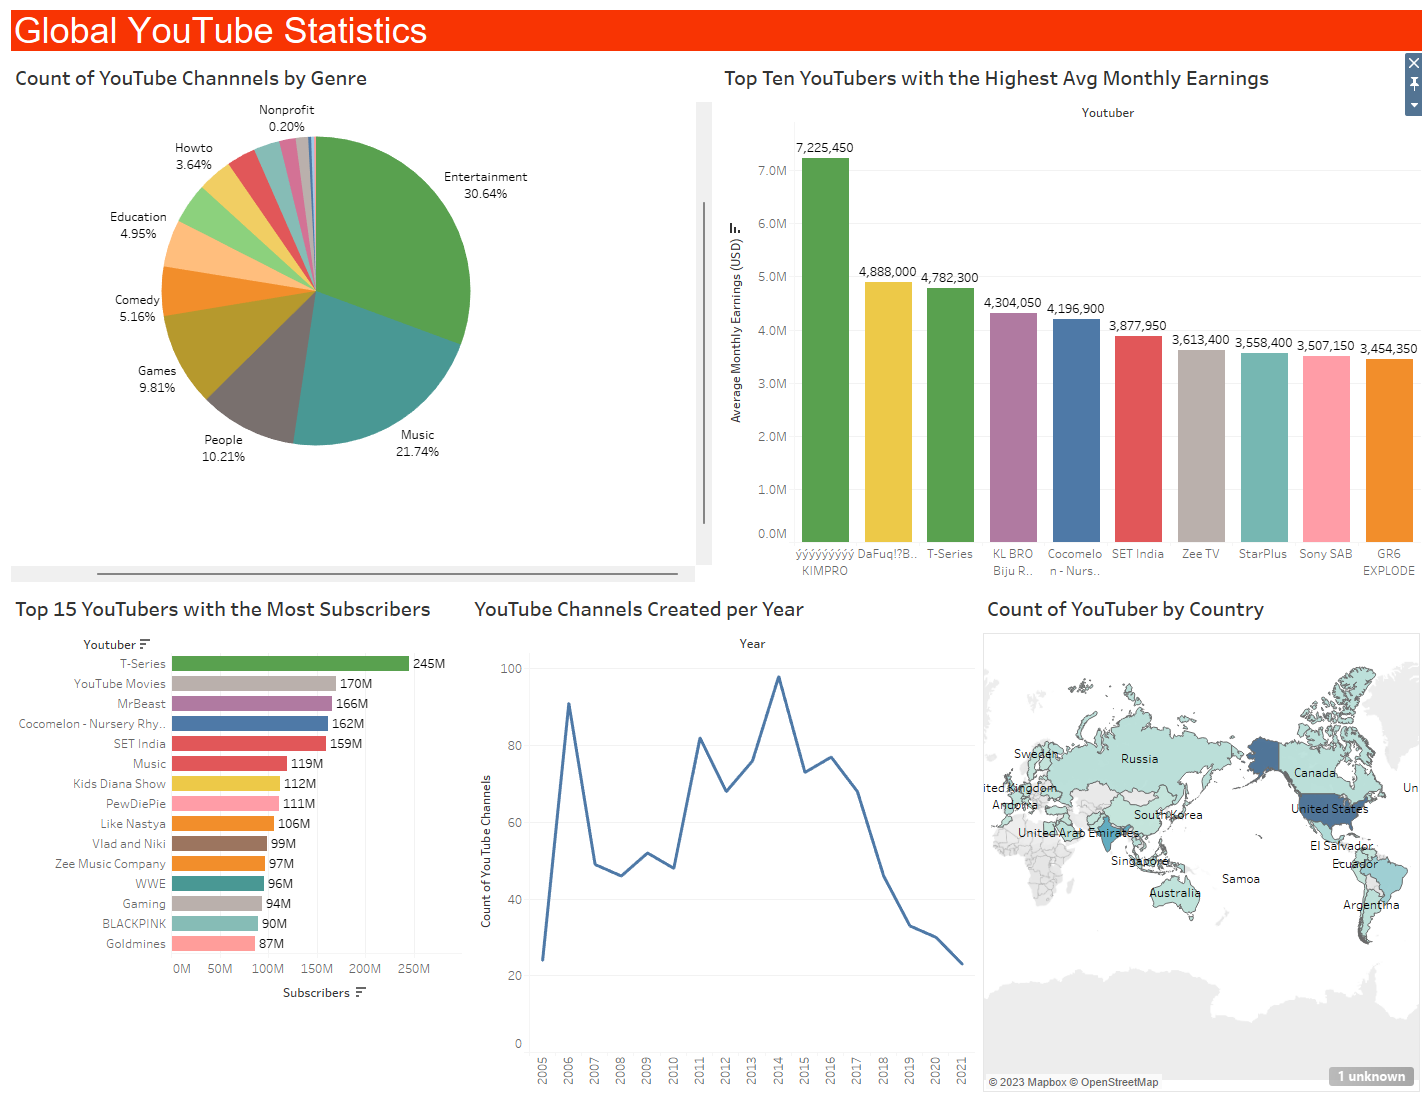 Global YouTube Statistics
Count of YouTube Channnels by Genre
Nonprofit
0.20%
Howto
3.64%
Entertainment
30.64%
Education
4.95%
Comedy
5.16%
Games
9.81%
People
10.21%
Music
21.74%
Top Ten YouTubers with the Highest Avg Monthly Earnings
Youtuber
Average Monthly Earnings (USD)
7.0M
6.0M
5.0M
4.0M
3.0M
2.0M
1.0M
0.0M
7,225,450
4,888,000
4,782,300
4,304,050
4,196,900
3,877,950
3,613,400
3,558,400
3,507,150
3,454,350
ýýýýýýýýý
KIMPRO
DaFuq!?B..
T-Series
KL BRO
Biju R..
Cocomelo
n - Nurs..
SET India
Zee TV
StarPlus
Sony SAB
GR6
EXPLODE
Top 15 YouTubers with the Most Subscribers
Youtuber
T-Series 245M
YouTube Movies 170M
MrBeast 166M
Cocomelon - Nursery Rhy.. 162M
SET India 159M
Music 119M
Kids Diana Show 112M
PewDiePie 111M
Like Nastya 106M
Vlad and Niki 99M
Zee Music Company 97M
WWE 96M
Gaming 94M
BLACKPINK 90M
Goldmines 87M
0M 50M 100M 150M 200M 250M
Subscribers
YouTube Channels Created per Year
Year
Count of YouTube Channels
100
80
60
40
20
0
2005 2006 2007 2008 2009 2010 2011 2012 2013 2014 2015 2016 2017 2018 2019 2020 2021
Count of YouTuber by Country
Sweden
Russia
Canada
ited Kingdom
Un
Andorra
South Korea
United States
United Arab Emirates
El Salvador
Singapore
Ecuador
Samoa
Australia
Argentina
© 2023 Mapbox © OpenStreetMap
1 unknown